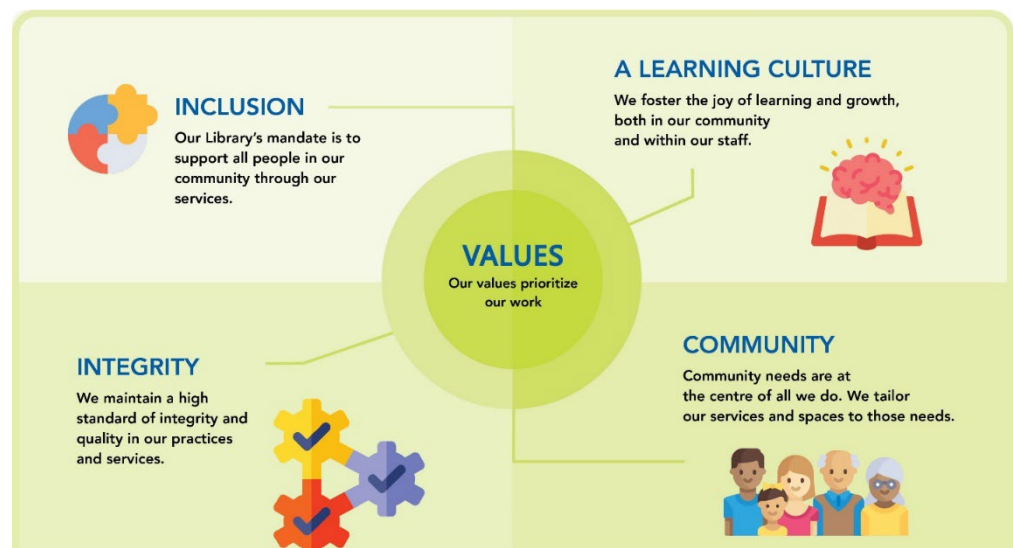 INCLUSION
Our Library's mandate is to
support all people in our
community through our
services.
A LEARNING CULTURE
We foster the joy of learning and growth,
both in our community
and within our staff.
VALUES
Our values prioritize
our work
INTEGRITY
We maintain a high
standard of integrity and
quality in our practices
and services.
COMMUNITY
Community needs are at
the centre of all we do. We tailor
our services and spaces to those needs.